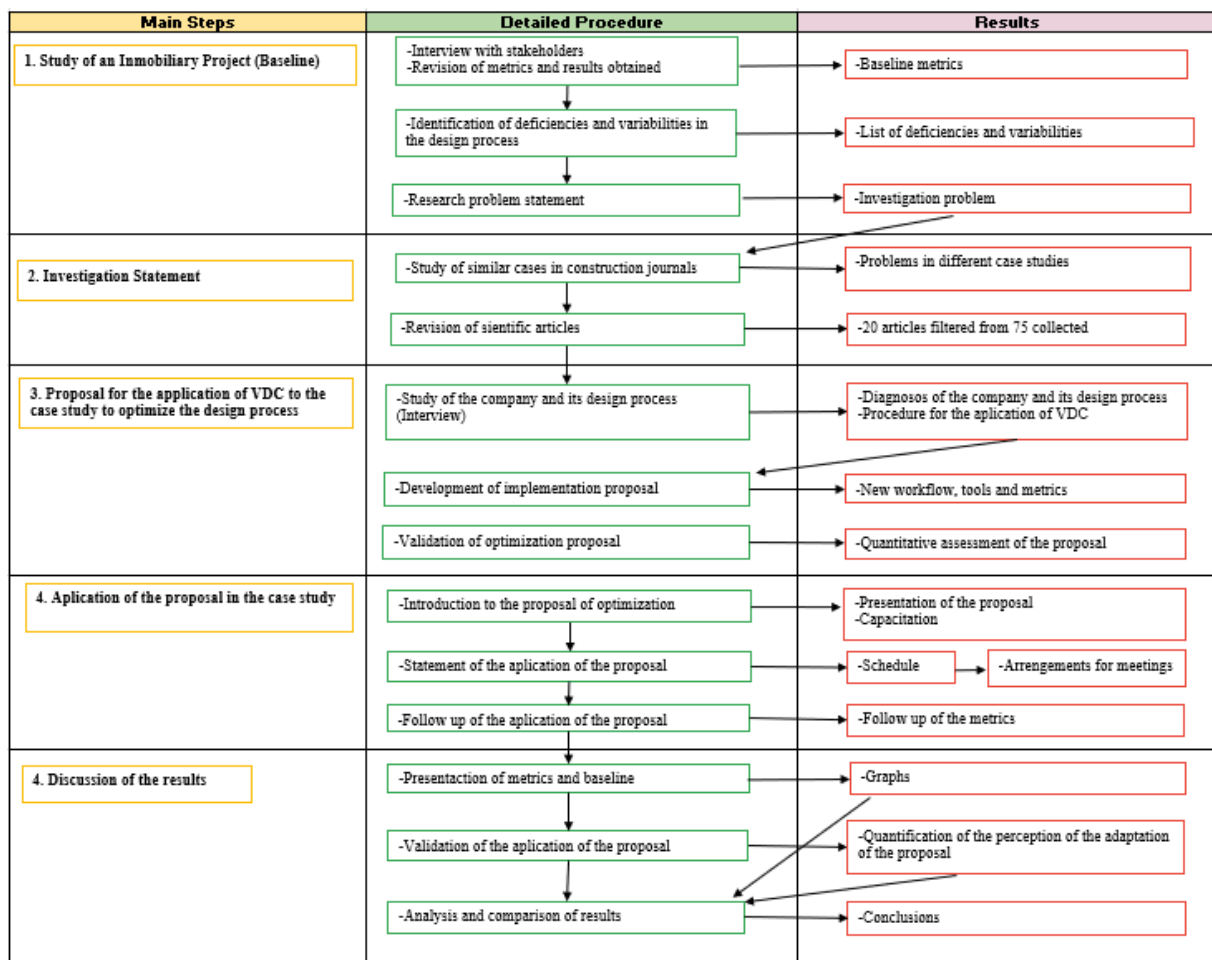 Main Steps
Detailed Procedure
Results
1. Study of an Inmobiliary Project (Baseline)
-Interview with stakeholders
-Revision of metrics and results obtained
-Baseline metrics
-Identification of deficiencies and variabilities in
the design process
-List of deficiencies and variabilities
-Research problem statement
-Investigation problem
2. Investigation Statement
-Study of similar cases in construction journals
-Problems in different case studies
-Revision of sientific articles
-20 articles filtered from 75 collected
3. Proposal for the application of VDC to the
case study to optimize the design process
-Study of the company and its design process
(Interview)
-Diagnosos of the company and its design process
-Procedure for the aplication of VDC
-Development of implementation proposal
-New workflow, tools and metrics
-Validation of optimization proposal
-Quantitative assessment of the proposal
4. Aplication of the proposal in the case study
-Introduction to the proposal of optimization
-Presentation of the proposal
-Capacitation
-Statement of the aplication of the proposal
-Schedule
-Arrengements for meetings
-Follow up of the aplication of the proposal
-Follow up of the metrics
4. Discussion of the results
-Presentaction of metrics and baseline
-Graphs
-Validation of the aplication of the proposal
-Quantification of the perception of the adaptation
of the proposal
-Analysis and comparison of results
-Conclusions